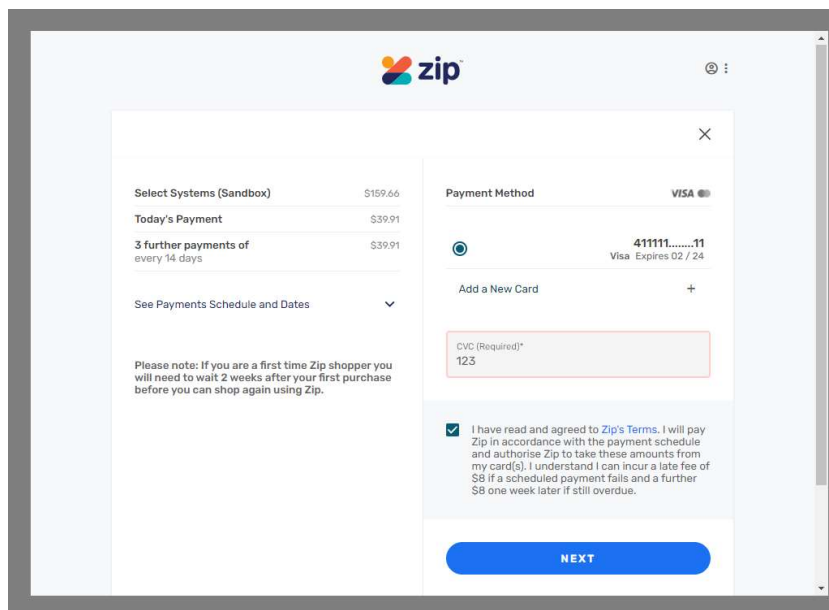 zip
Select Systems (Sandbox) $159.66
Today's Payment $39.91
3 further payments of $39.91
every 14 days
See Payments Schedule and Dates
Please note: If you are a first time Zip shopper you
will need to wait 2 weeks after your first purchase
before you can shop again using Zip.
Payment Method VISA
411111........11
Visa Expires 02 / 24
Add a New Card +
CVC (Required)*
123
I have read and agreed to Zip's Terms. I will pay
Zip in accordance with the payment schedule
and authorise Zip to take these amounts from
my card(s). I understand I can incur a late fee of
$8 if a scheduled payment fails and a further
$8 one week later if still overdue.
NEXT